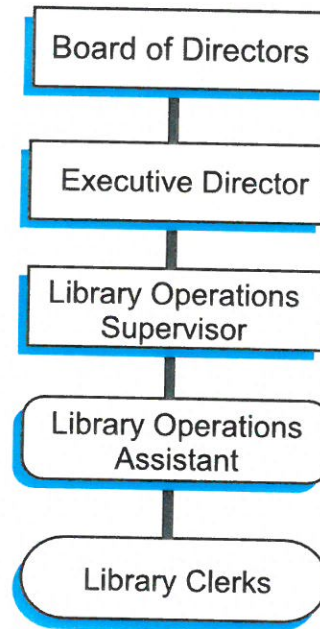 Board of Directors
Executive Director
Library Operations
Supervisor
Library Operations
Assistant
Library Clerks